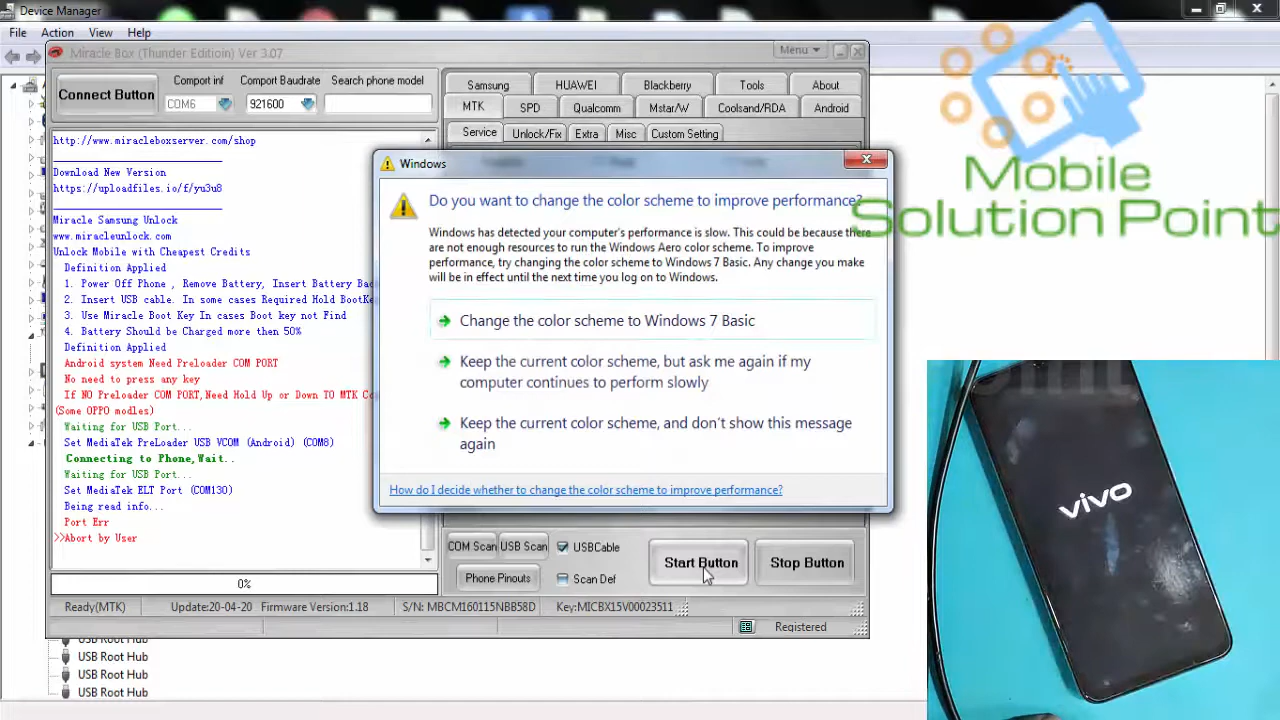 Device Manager
File Action View Help
Miracle Box (Thunder Editioin) Ver 3.07
Menu
Connect Button
Comport inf
Comport Baudrate
Search phone model
COM6
921600
Samsung HUAWEI Blackberry Tools About
MTK SPD Qualcomm Mstar/W Coolsand/RDA Android
Service Unlock/Fix Extra Misc Custom Setting
http://www.miracleboxserver.com/shop
Download New Version
https://uploadfiles.io/f/yu3u8
Miracle Samsung Unlock
www.miracleunlock.com
Unlock Mobile with Cheapest Credits
Definition Applied
1. Power Off Phone , Remove Battery, Insert Battery
2. Insert USB cable. In some cases Required Hold
3. Use Miracle Boot Key In cases Boot key not Find
4. Battery Should be Charged more then 50%
Definition Applied
Android system Need Preloader COM PORT
No need to press any key
If NO Preloader COM PORT,Need Hold Up or Down TO MTK
(Some OPPO modles)
Waiting for USB Port...
Set MediaTek PreLoader USB VCOM (Android) (COM8)
Connecting to Phone,Wait..
Waiting for USB Port...
Set MediaTek ELT Port (COM130)
Being read info...
Port Err
>>Abort by User
0%
Windows
Do you want to change the color scheme to improve performance?
Windows has detected your computer's performance is slow. This could be because there
are not enough resources to run the Windows Aero color scheme. To improve
performance, try changing the color scheme to Windows 7 Basic. Any change you make
will be in effect until the next time you log on to Windows.
Change the color scheme to Windows 7 Basic
Keep the current color scheme, but ask me again if my
computer continues to perform slowly
Keep the current color scheme, and don't show this message
again
How do I decide whether to change the color scheme to improve performance?
COM Scan USB Scan USBCable
Phone Pinouts Scan Def
Start Button
Stop Button
Ready(MTK) Update:20-04-20 Firmware Version:1.18 S/N: MBCM160115NBB58D Key:MICBX15V00023511
Registered
USB Root Hub
USB Root Hub
USB Root Hub
USB Root Hub
Mobile
Solution Point
vivo